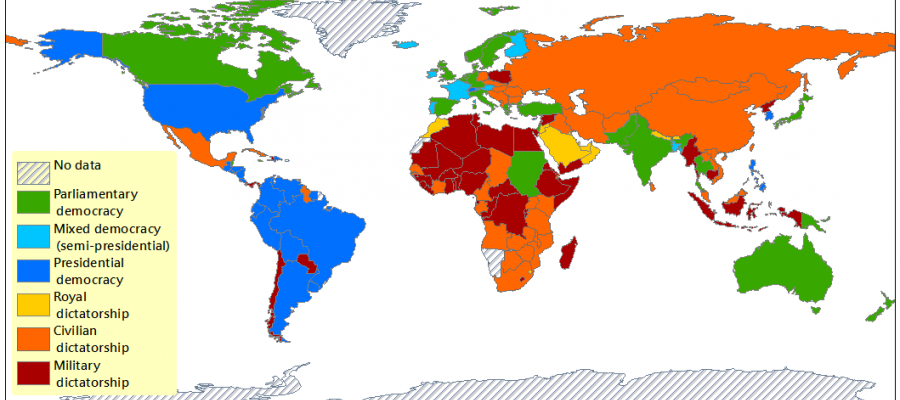 No data
Parliamentary
democracy
Mixed democracy
(semi-presidential)
Presidential
democracy
Royal
dictatorship
Civilian
dictatorship
Military
dictatorship